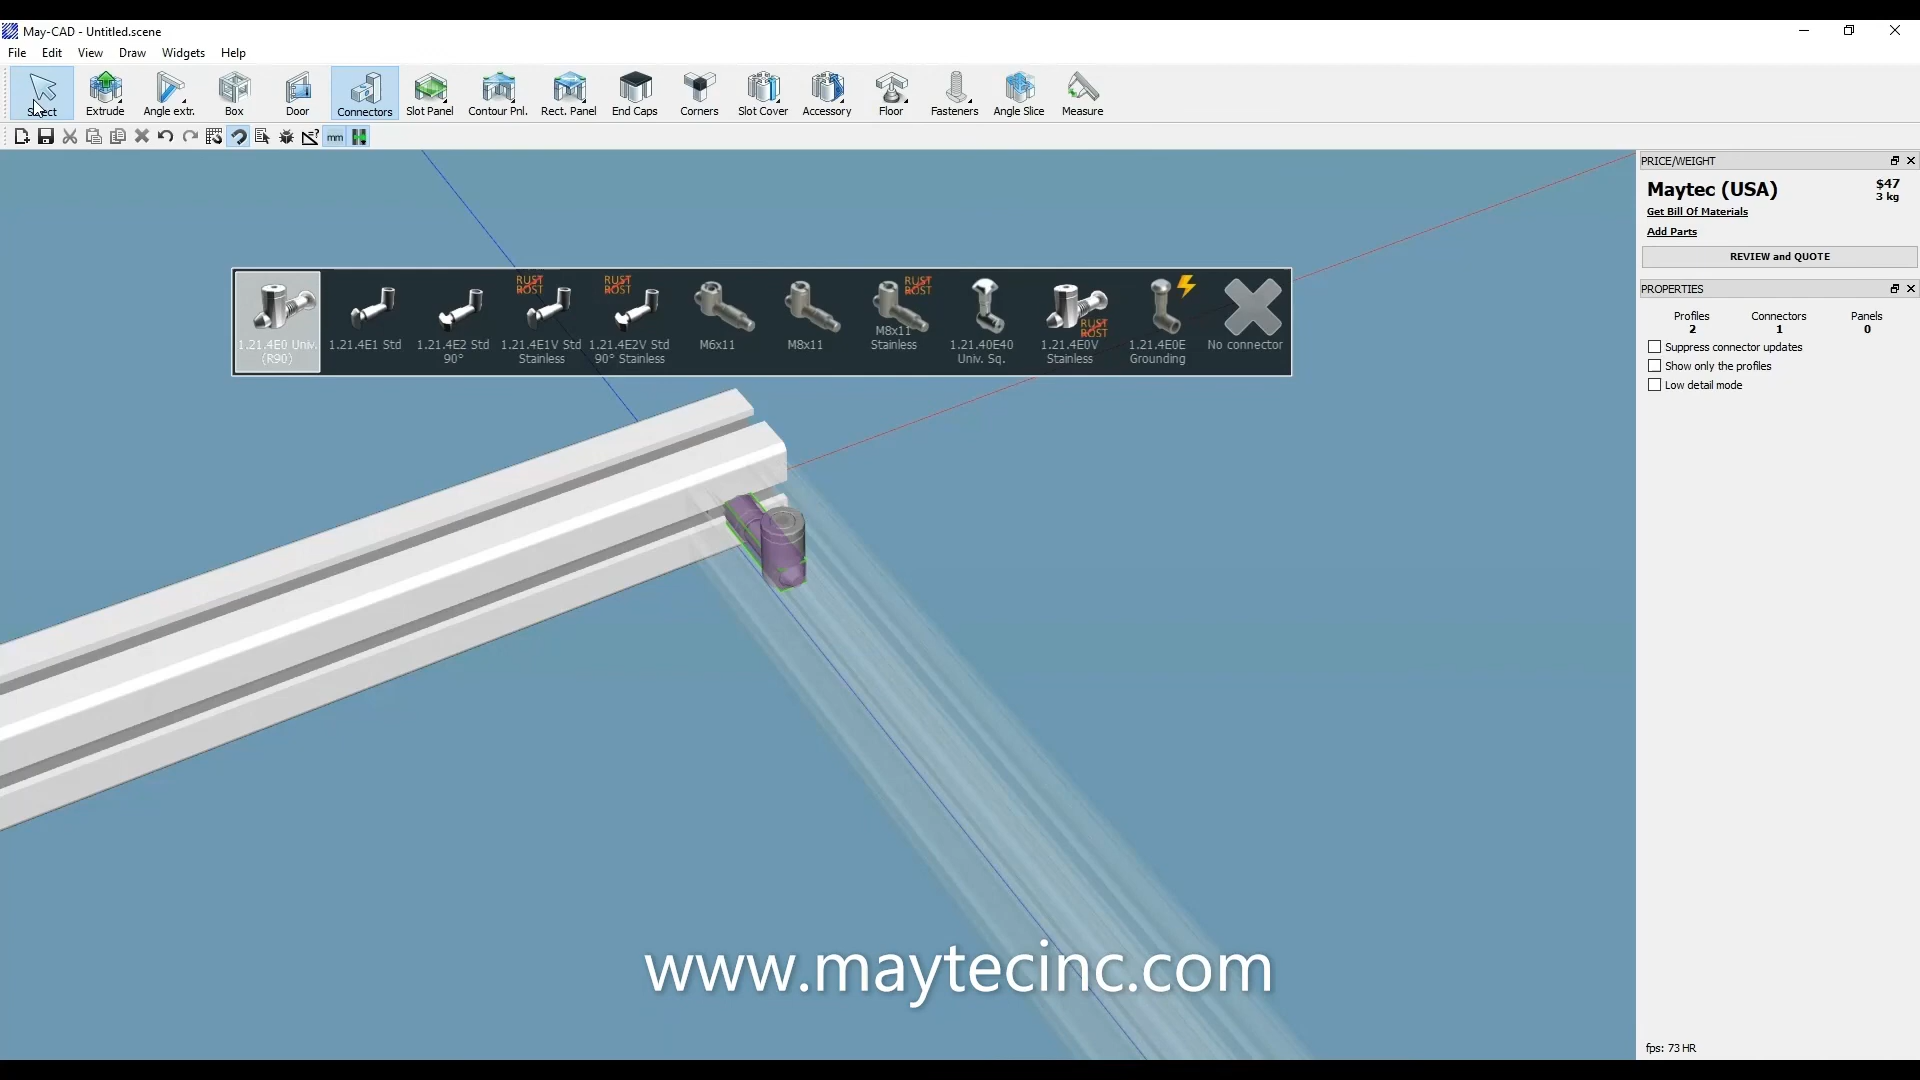 May-CAD - Untitled.scene
File Edit View Draw Widgets Help
Select Extrude Angle extr. Box Door Connectors Slot Panel Contour Pnl. Rect. Panel End Caps Corners Slot Cover Accessory Floor Fasteners Angle Slice Measure
mm
PRICE/WEIGHT
Maytec (USA) $47
3 kg
Get Bill Of Materials
Add Parts
REVIEW and QUOTE
PROPERTIES
Profiles Connectors Panels
2 1 0
Suppress connector updates
Show only the profiles
Low detail mode
RUST
ROST
RUST
ROST
RUST
ROST
RUST
ROST
1.21.4E0 Univ.
(R90)
1.21.4E1 Std
1.21.4E2 Std
90°
1.21.4E1V Std
Stainless
1.21.4E2V Std
90° Stainless
M6x11
M8x11
M8x11
Stainless
1.21.40E40
Univ. Sq.
1.21.4E0V
Stainless
1.21.4E0E
Grounding
No connector
www.maytecinc.com
fps: 73 HR